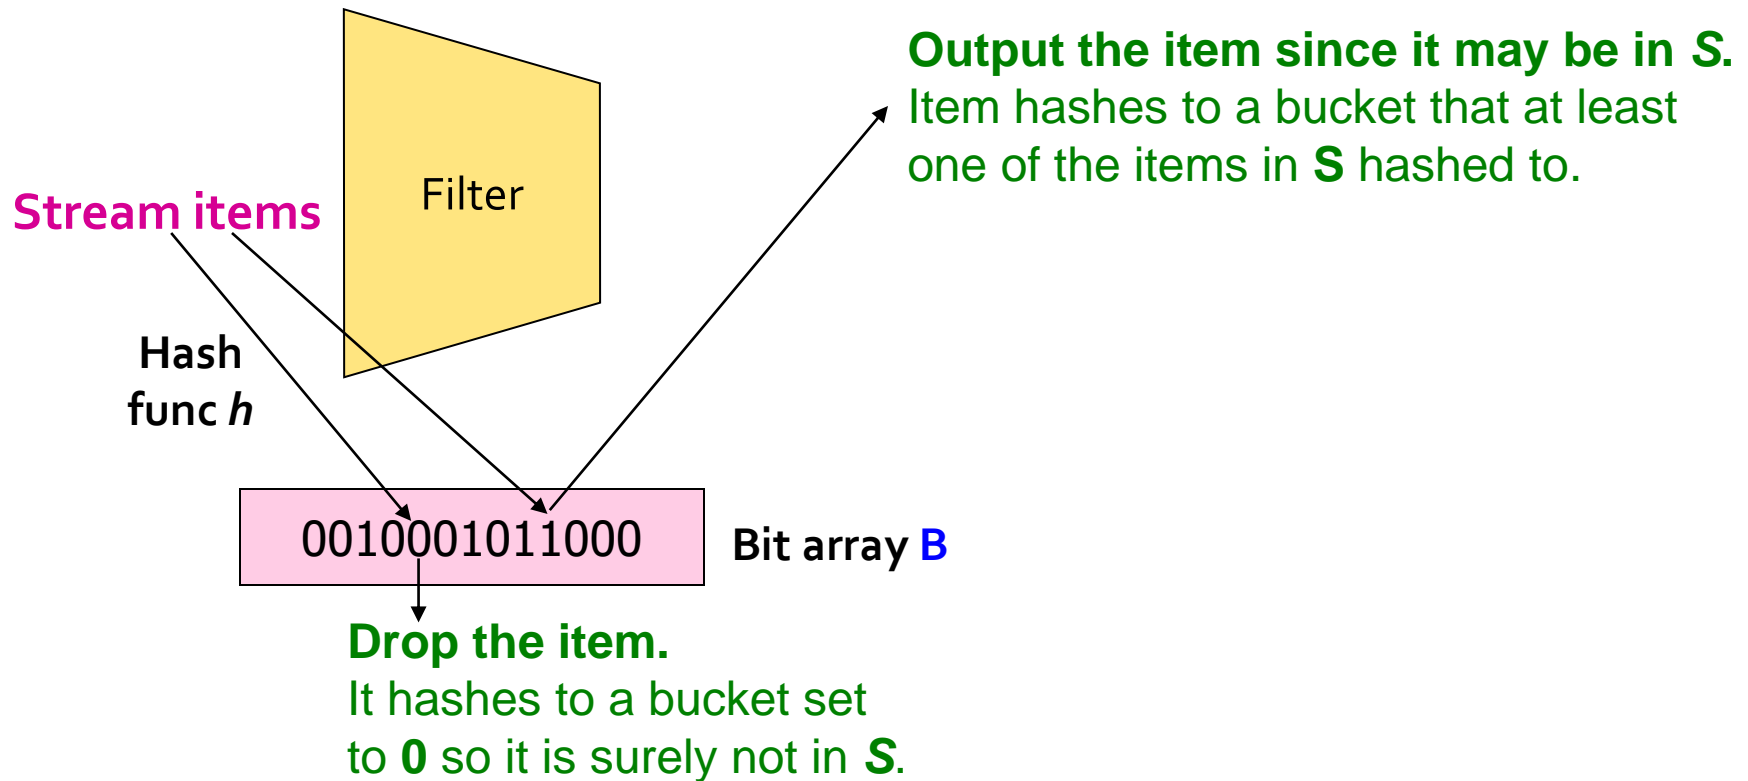 Output the item since it may be in S.
Item hashes to a bucket that at least
one of the items in S hashed to.
Filter
Stream items
Hash
func h
0010001011000
Bit array B
Drop the item.
It hashes to a bucket set
to 0 so it is surely not in S.